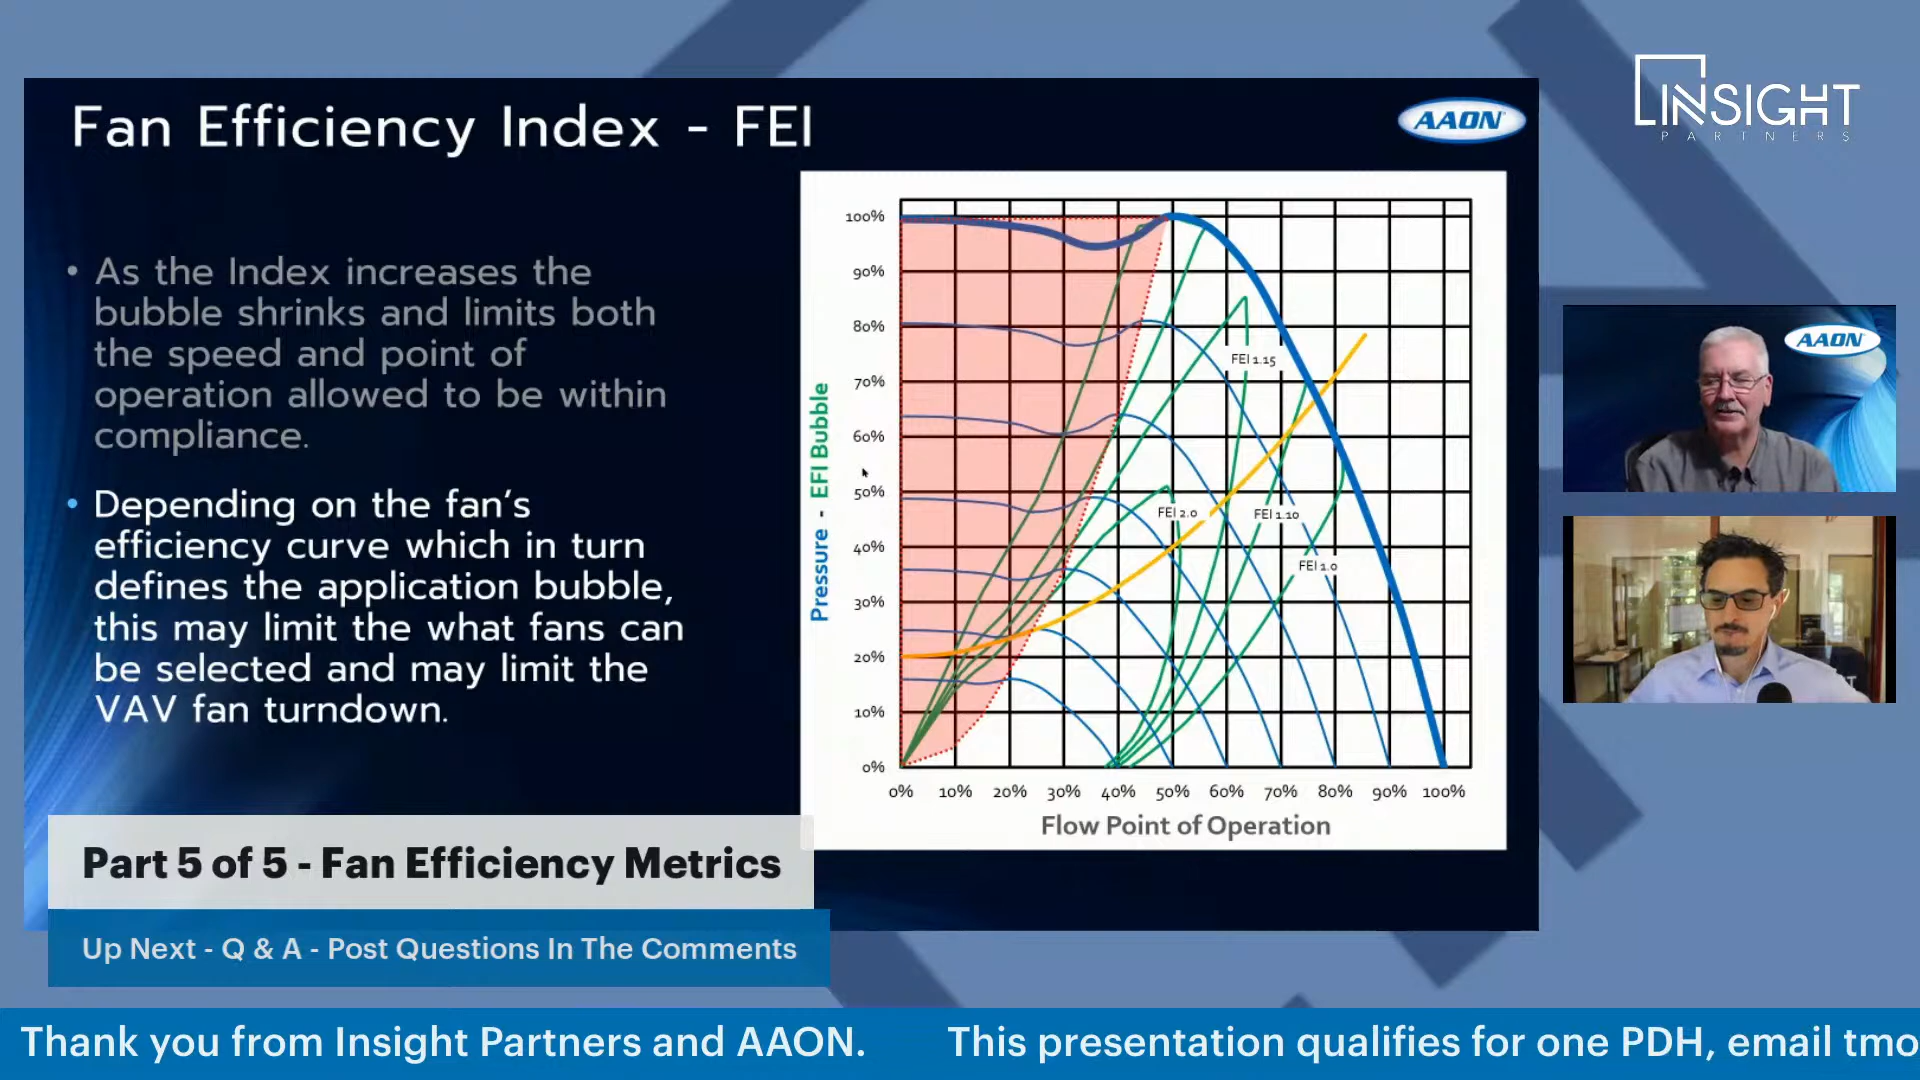 INSIGHT
PARTNERS
Fan Efficiency Index - FEI
AAON
• As the Index increases the
bubble shrinks and limits both
the speed and point of
operation allowed to be within
compliance.
• Depending on the fan's
efficiency curve which in turn
defines the application bubble,
this may limit the what fans can
be selected and may limit the
VAV fan turndown.
Pressure - EFI Bubble
100%
90%
80%
70%
60%
50%
40%
30%
20%
10%
0%
FEI 1.15
FEI 2.0
FEI 1.10
FEI 1.0
0% 10% 20% 30% 40% 50% 60% 70% 80% 90% 100%
Flow Point of Operation
AAON
Part 5 of 5 - Fan Efficiency Metrics
Up Next - Q & A - Post Questions In The Comments
Thank you from Insight Partners and AAON. This presentation qualifies for one PDH, email tmo